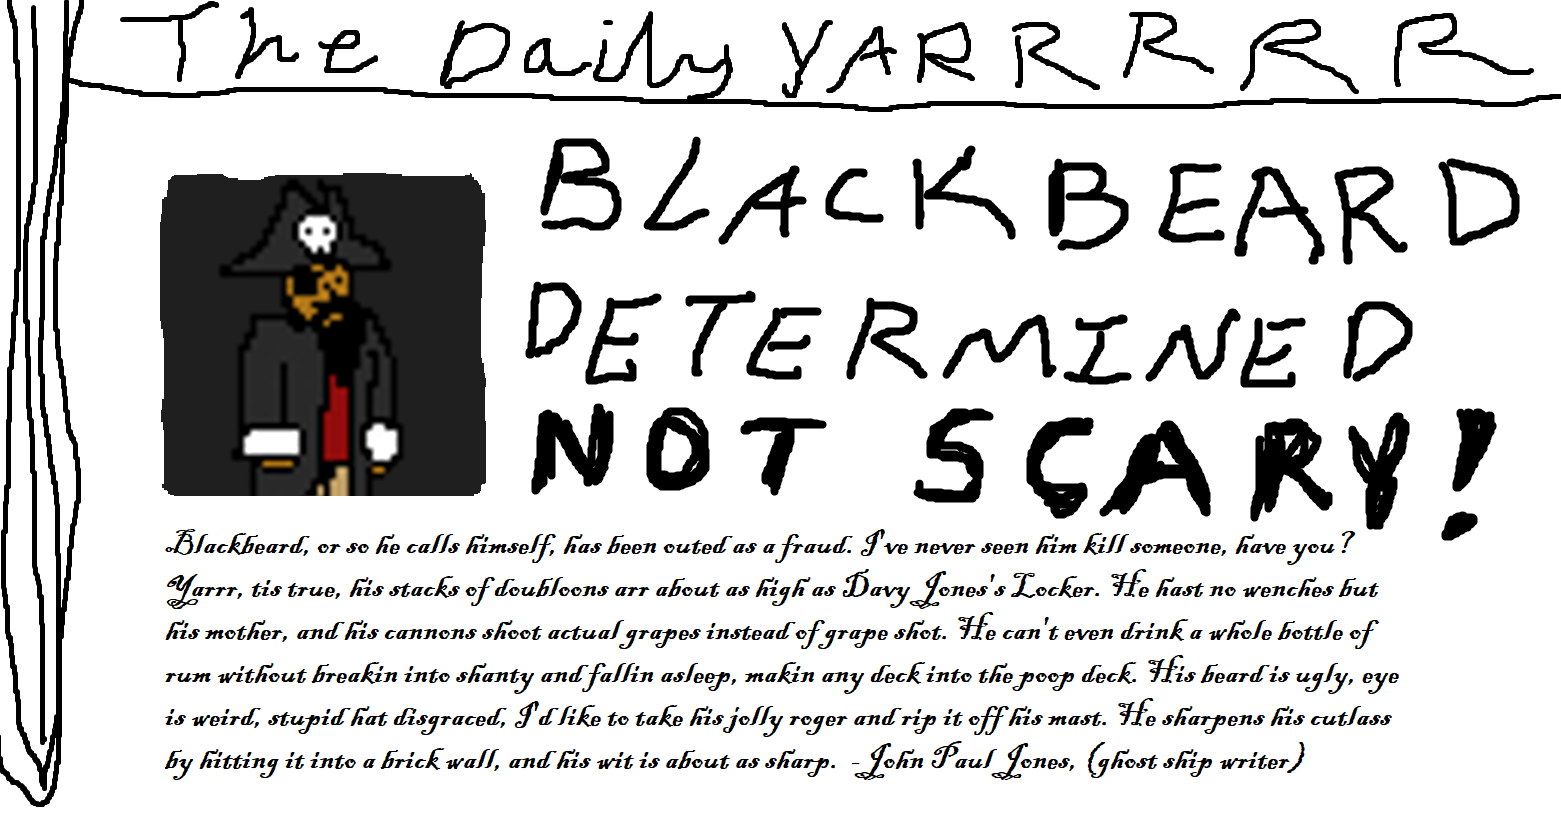 The Daily YARRRRR
BLACKBEARD
DETERMINED
NOT SCARY!
Blackbeard, or so he calls himself, has been outed as a fraud. I've never seen him kill someone, have you?
Yarrr, tis true, his stacks of doubloons arr about as high as Davy Jones's Locker. He hast no wenches but
his mother, and his cannons shoot actual grapes instead of grape shot. He can't even drink a whole bottle of
rum without breakin into shanty and fallin asleep, makin any deck into the poop deck. His beard is ugly, eye
is weird, stupid hat disgraced, I'd like to take his jolly roger and rip it off his mast. He sharpens his cutlass
by hitting it into a brick wall, and his wit is about as sharp. -John Paul Jones, (ghost ship writer)